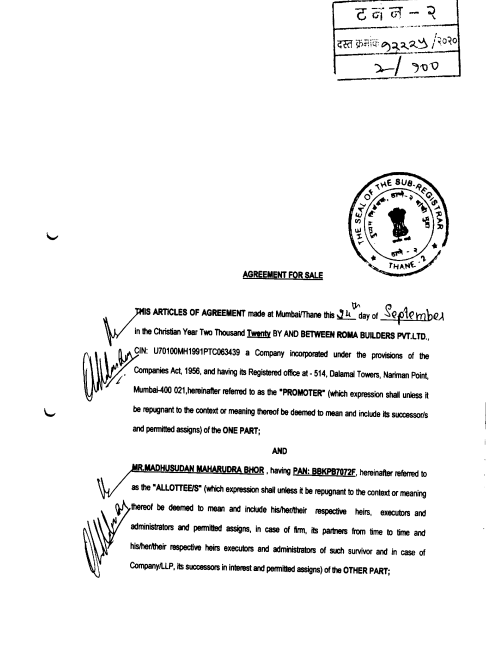 ट न न - २
दस्त क्रमांक १२२२५/२०२०
२/१००
THE SEAL OF THE SUB-REGISTRAR
THANE-2
AGREEMENT FOR SALE
THIS ARTICLES OF AGREEMENT made at Mumbai/Thane this 24th day of September
in the Christian Year Two Thousand Twenty BY AND BETWEEN ROMA BUILDERS PVT.LTD.,
CIN: U70100MH1991PTC063439 a Company incorporated under the provisions of the
Companies Act, 1956, and having its Registered office at - 514, Dalamal Towers, Nariman Point,
Mumbai-400 021,hereinafter referred to as the "PROMOTER" (which expression shall unless it
be repugnant to the context or meaning thereof be deemed to mean and include its successor/s
and permitted assigns) of the ONE PART;
AND
MR.MADHUSUDAN MAHARUDRA BHOR , having PAN: BBKPB7072F, hereinafter referred to
as the "ALLOTTEE/S" (which expression shall unless it be repugnant to the context or meaning
thereof be deemed to mean and include his/her/their respective heirs, executors and
administrators and permitted assigns, in case of firm, its partners from time to time and
his/her/their respective heirs executors and administrators of such survivor and in case of
Company/LLP, its successors in interest and permitted assigns) of the OTHER PART;